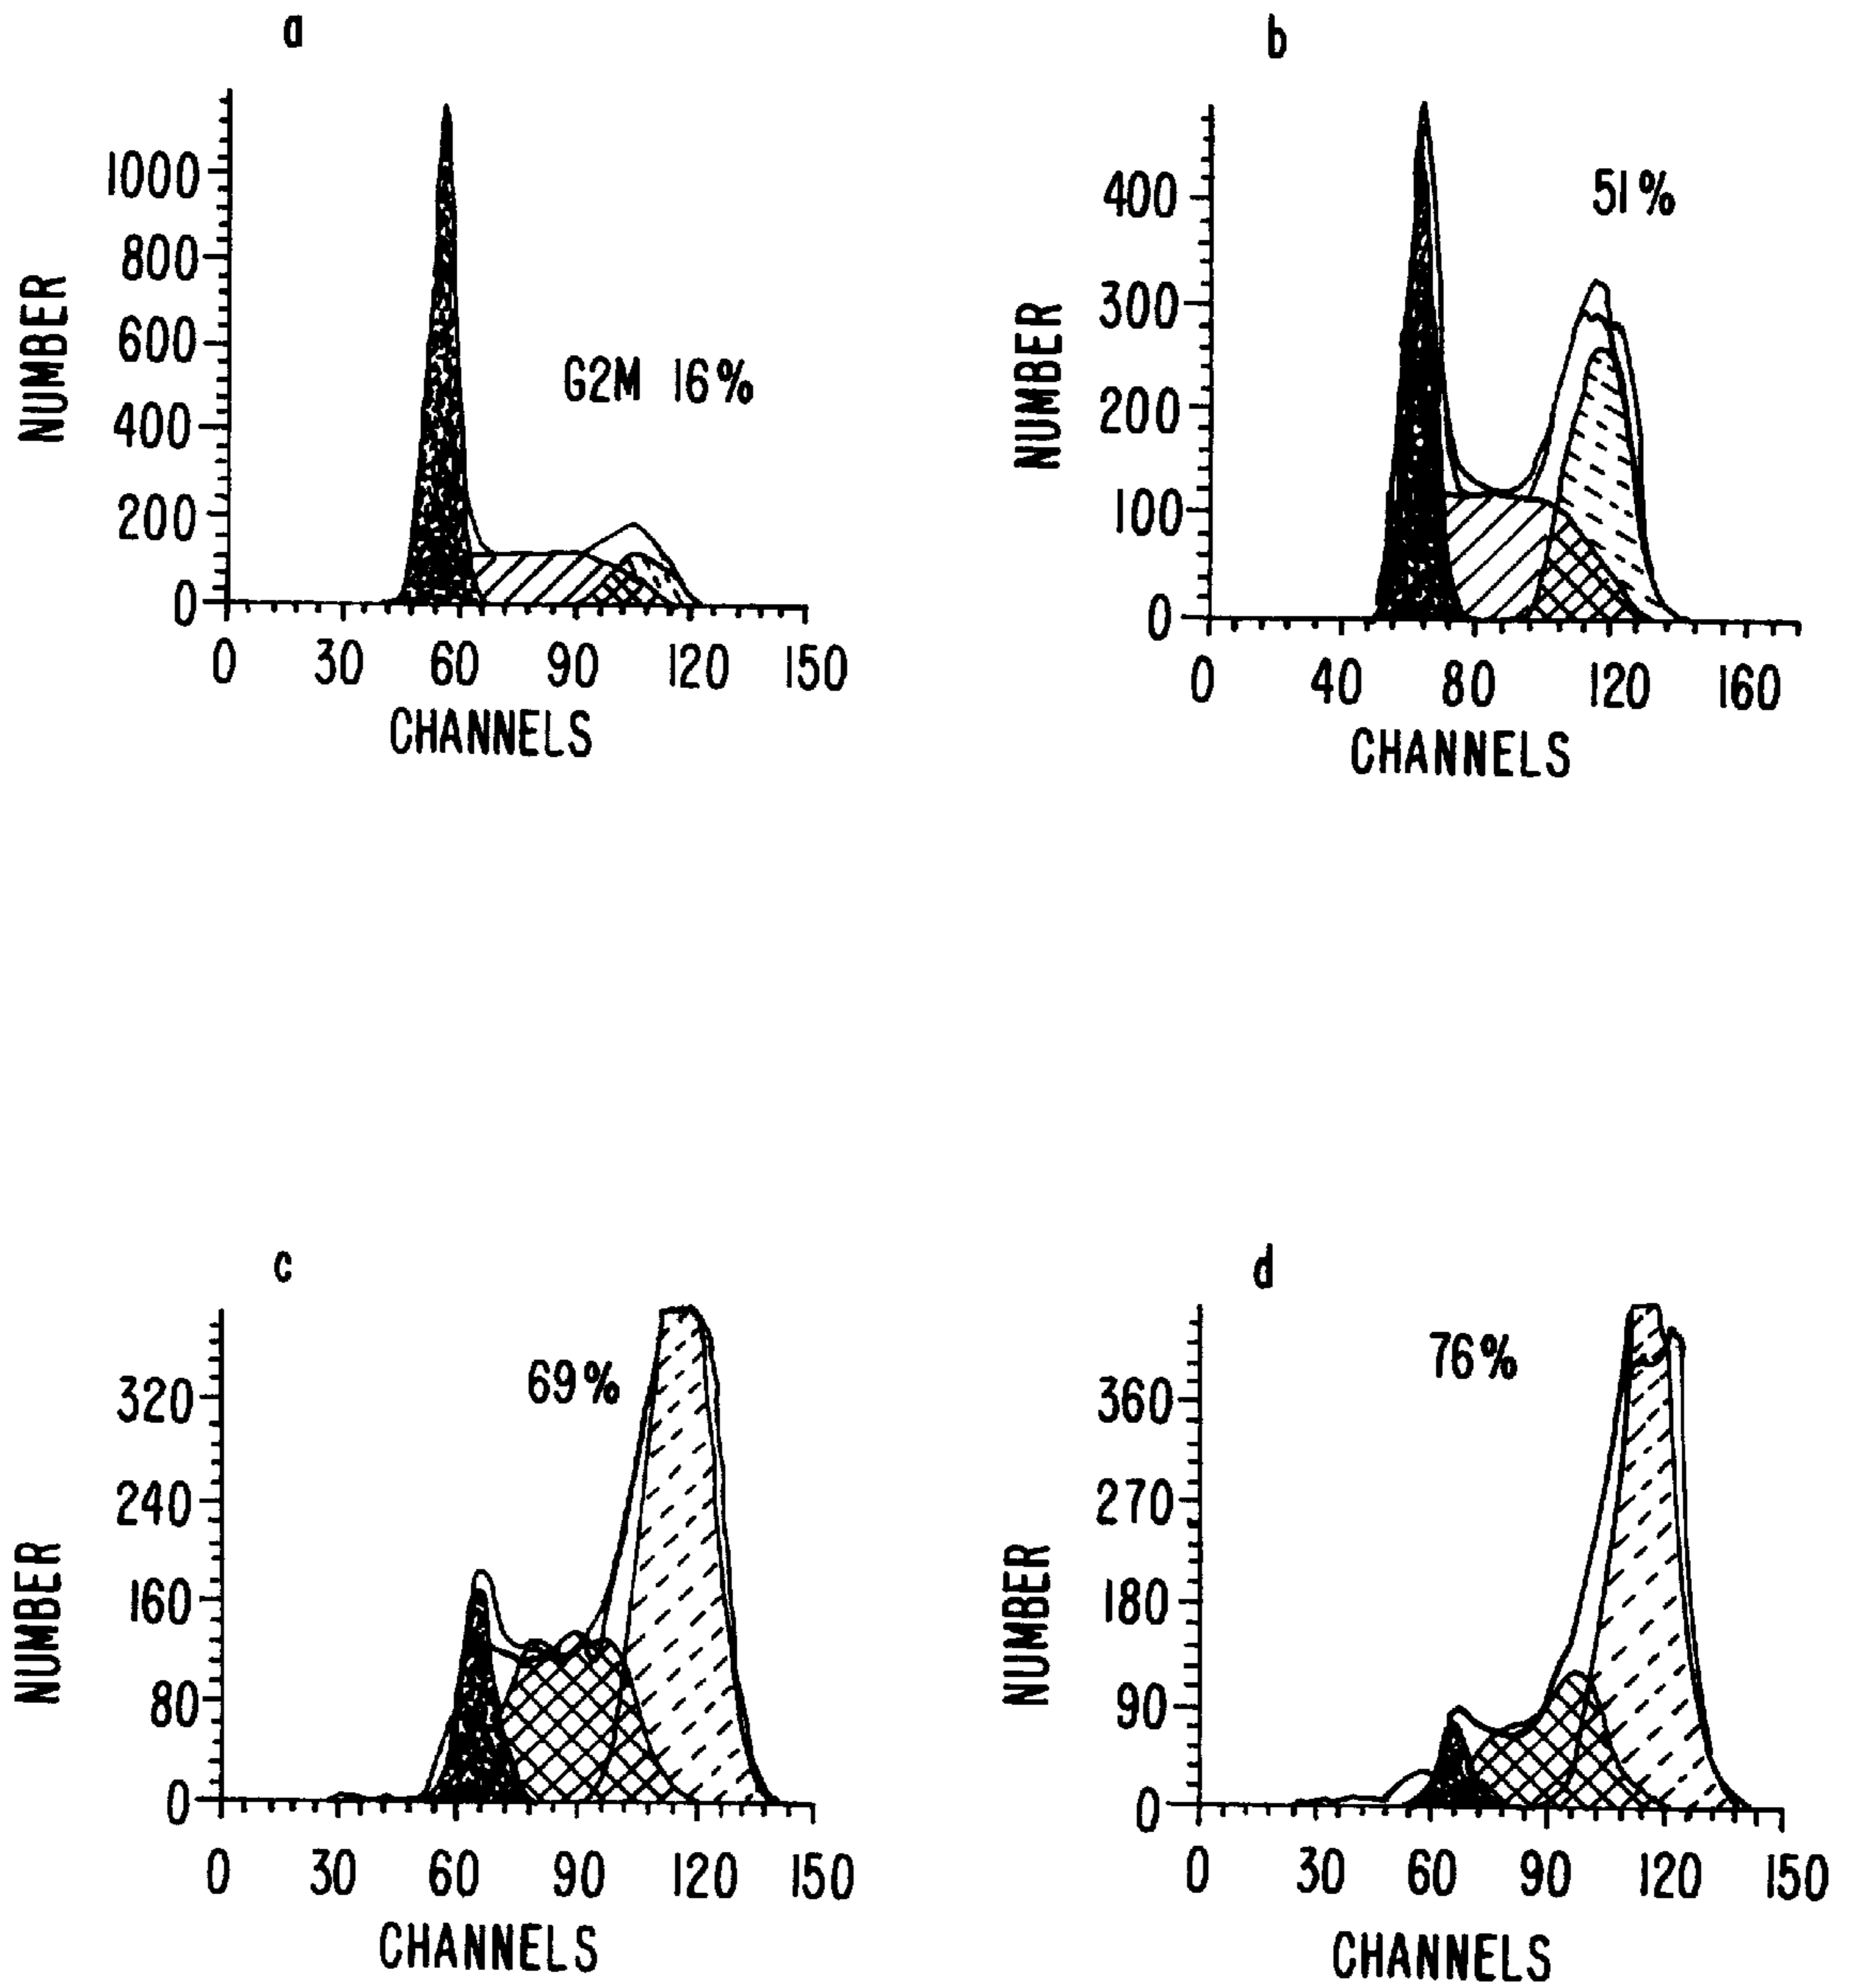 a
1000
800
600
400
200
0
NUMBER
G2M 16%
0 30 60 90 120 150
CHANNELS
b
400
300
200
100
0
NUMBER
51%
0 40 80 120 160
CHANNELS
c
320
240
160
80
0
NUMBER
69%
0 30 60 90 120 150
CHANNELS
d
360
270
180
90
0
NUMBER
76%
0 30 60 90 120 150
CHANNELS